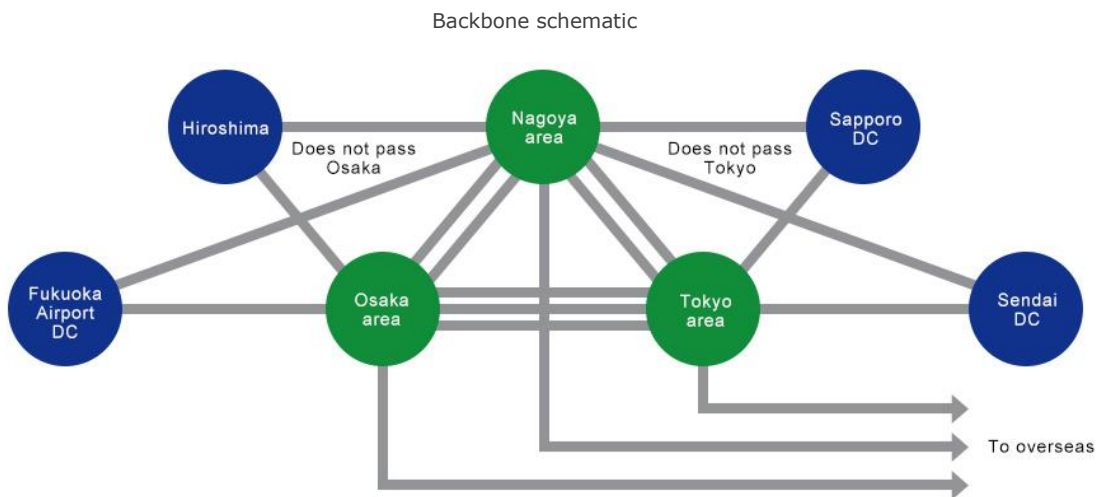 Backbone schematic
Hiroshima
Nagoya
area
Sapporo
DC
Does not pass
Osaka
Does not pass
Tokyo
Fukuoka
Airport
DC
Osaka
area
Tokyo
area
Sendai
DC
To overseas